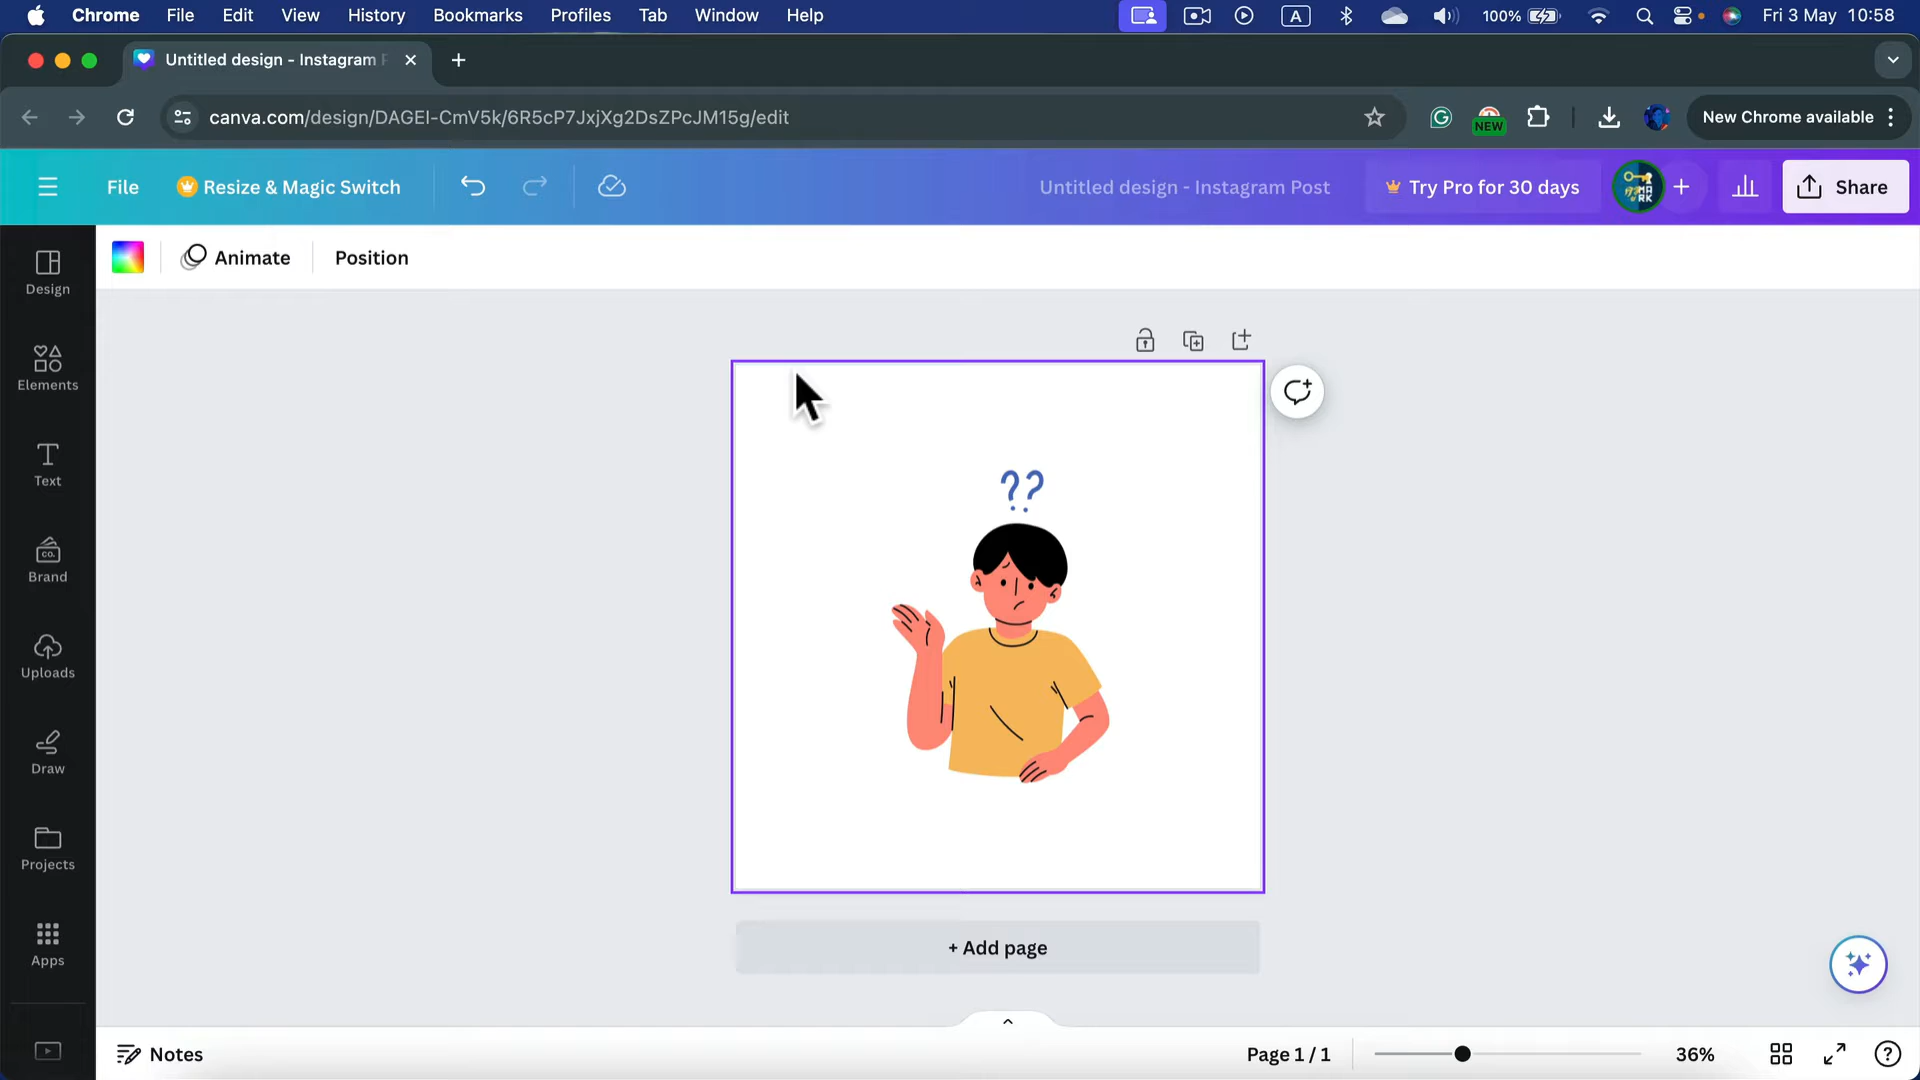 Chrome File Edit View History Bookmarks Profiles Tab Window Help A 100% Fri 3 May 10:58
Untitled design - Instagram
canva.com/design/DAGEI-CmV5k/6R5cP7JxjXg2DsZPcJM15g/edit NEW New Chrome available
File Resize & Magic Switch Untitled design - Instagram Post Try Pro for 30 days Share
Animate Position
Design
Elements
Text
CO.
Brand
Uploads
Draw
Projects
Apps
??
+ Add page
Notes Page 1 / 1 36%